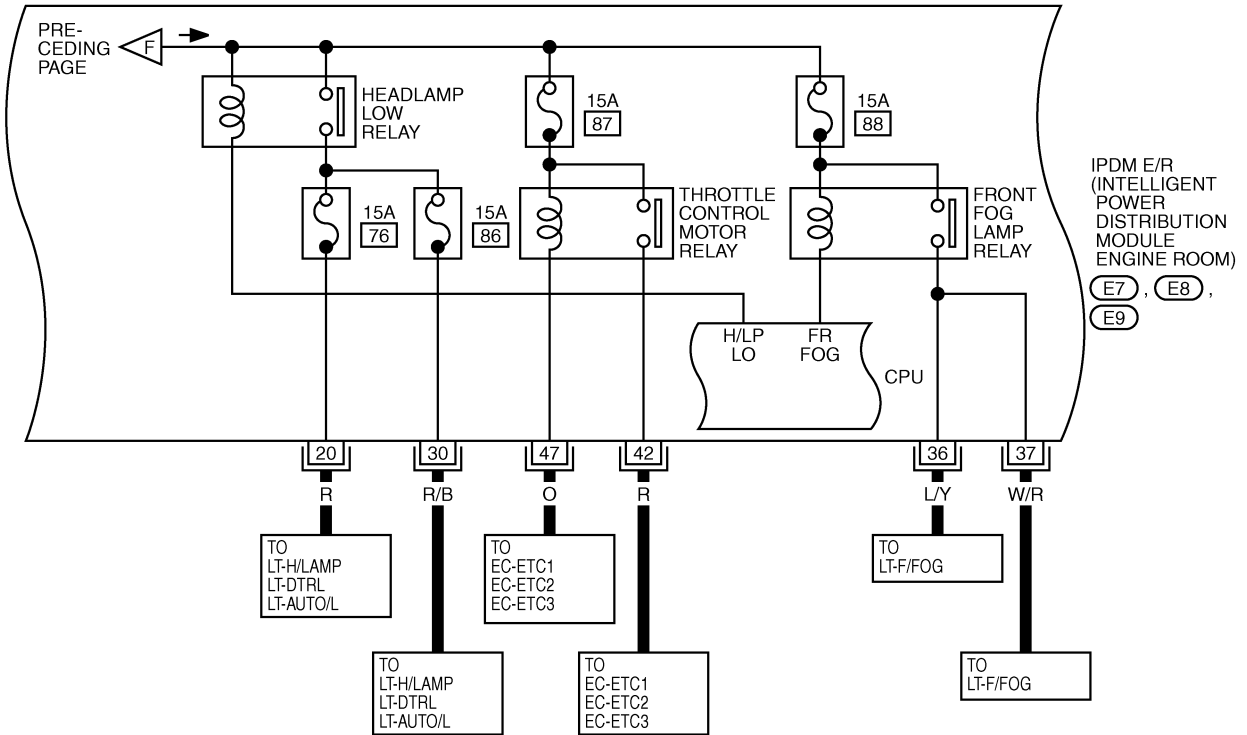 PRE-
CEDING
PAGE
F
HEADLAMP
LOW
RELAY
15A
87
15A
88
15A
76
15A
86
THROTTLE
CONTROL
MOTOR
RELAY
FRONT
FOG
LAMP
RELAY
IPDM E/R
(INTELLIGENT
POWER
DISTRIBUTION
MODULE
ENGINE ROOM)
E7 , E8 ,
E9
H/LP
LO
FR
FOG
CPU
20
30
47
42
36
37
R
R/B
O
R
L/Y
W/R
TO
LT-H/LAMP
LT-DTRL
LT-AUTO/L
TO
EC-ETC1
EC-ETC2
EC-ETC3
TO
LT-F/FOG
TO
LT-H/LAMP
LT-DTRL
LT-AUTO/L
TO
EC-ETC1
EC-ETC2
EC-ETC3
TO
LT-F/FOG